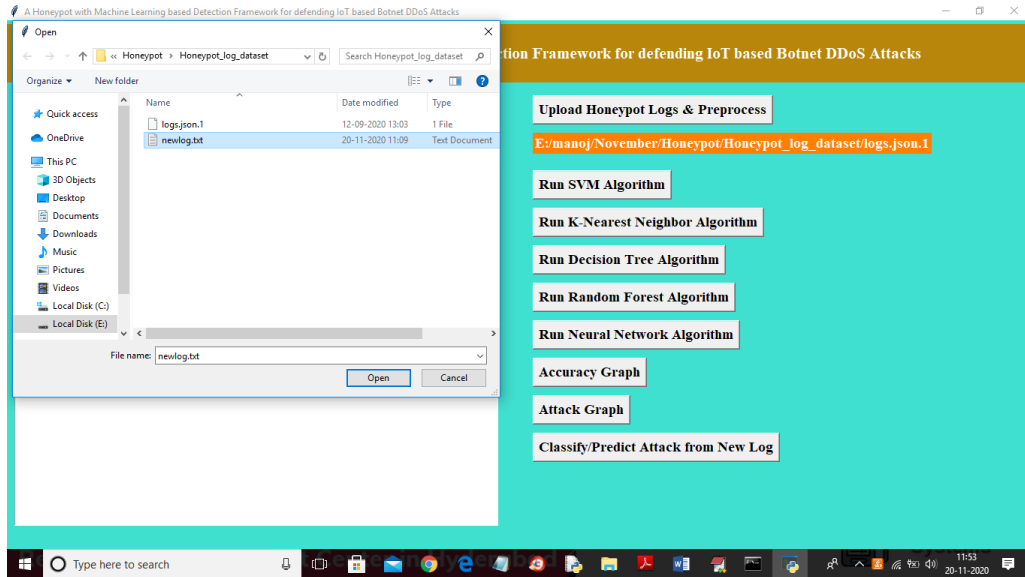 A Honeypot with Machine Learning based Detection Framework for defending IoT based Botnet DDoS Attacks
Open
tion Framework for defending IoT based Botnet DDoS Attacks
« Honeypot > Honeypot_log_dataset
Search Honeypot_log_dataset
Organize
New folder
Name
Date modified
Type
logs.json.1
12-09-2020 13:03
1 File
newlog.txt
20-11-2020 11:09
Text Document
Quick access
OneDrive
This PC
3D Objects
Desktop
Documents
Downloads
Music
Pictures
Videos
Local Disk (C:)
Local Disk (E:)
File name:
newlog.txt
Open
Cancel
Upload Honeypot Logs & Preprocess
E:/manoj/November/Honeypot/Honeypot_log_dataset/logs.json.1
Run SVM Algorithm
Run K-Nearest Neighbor Algorithm
Run Decision Tree Algorithm
Run Random Forest Algorithm
Run Neural Network Algorithm
Accuracy Graph
Attack Graph
Classify/Predict Attack from New Log
Type here to search
11:53
20-11-2020